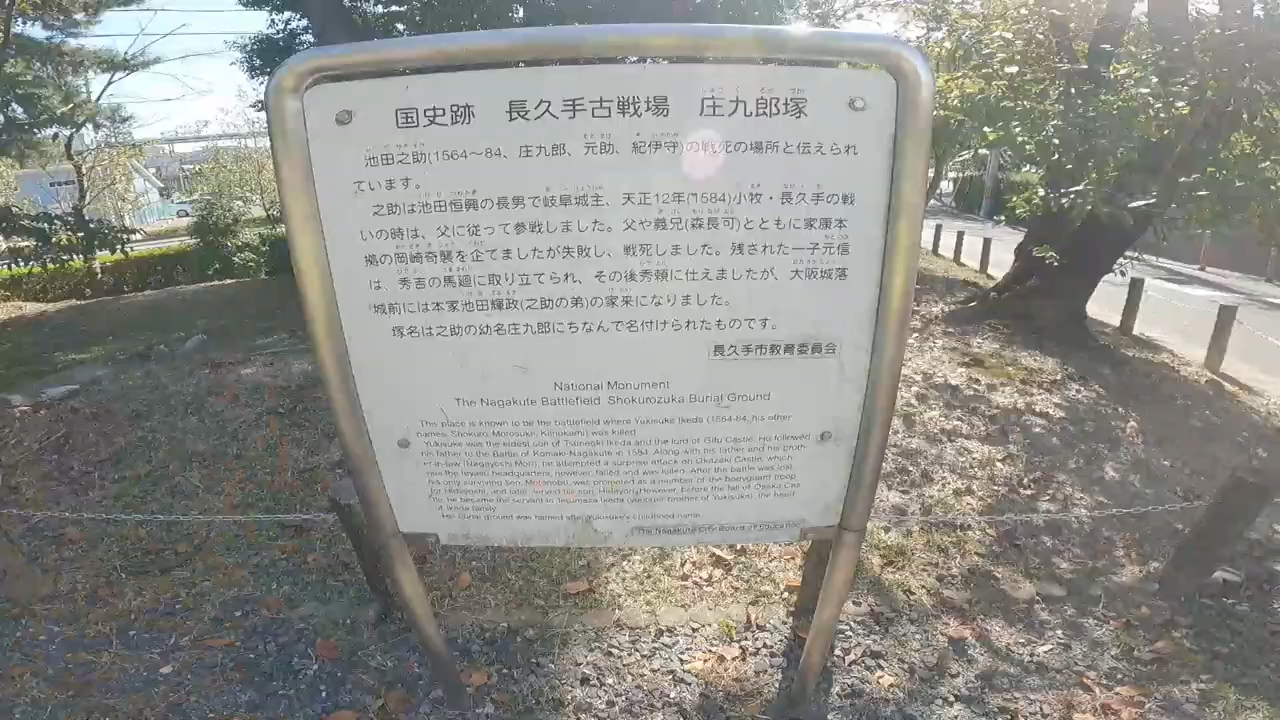 国史跡 長久手古戦場 庄九郎塚
池田之助(1564～84、庄九郎、元助、紀伊守)の戦死の場所と伝えられ
ています。
之助は池田恒興の長男で岐阜城主、天正12年(1584)小牧・長久手の戦
いの時は、父に従って参戦しました。父や義兄(森長可)とともに家康本
拠の岡崎奇襲を企てましたが失敗し、戦死しました。残された一子元信
は、秀吉の馬廻に取り立てられ、その後秀頼に仕えましたが、大阪城落
城前には本家池田輝政(之助の弟)の家来になりました。
塚名は之助の幼名庄九郎にちなんで名付けられたものです。
長久手市教育委員会
National Monument
The Nagakute Battlefield Shokurozuka Burial Ground
This place is known to be the battlefield where Yukisuke Ikeda (1564-84, his other
names: Shokuro, Motosuke, Kiinokami) was killed.
Yukisuke was the eldest son of Tsuneoki Ikeda and the lord of Gifu Castle. He followed
his father to the Battle of Komaki-Nagakute in 1584. Along with his father and his broth-
er-in-law (Nagayoshi Mori), he attempted a surprise attack on Okazaki Castle, which
was the Ieyasu headquarters, however, failed and was killed. After the battle was lost,
his only surviving son, Motonobu, was promoted as a number of the bodyguard troop
for Hideyoshi, and later served his son, Hideyori. However, before the fall of Osaka Cas-
tle, he became the servant to Terumasa Ikeda (younger brother of Yukisuke), the head
of Ikeda family.
His burial ground was named after Yukisuke's childhood name.
The Nagakute City Board of Education